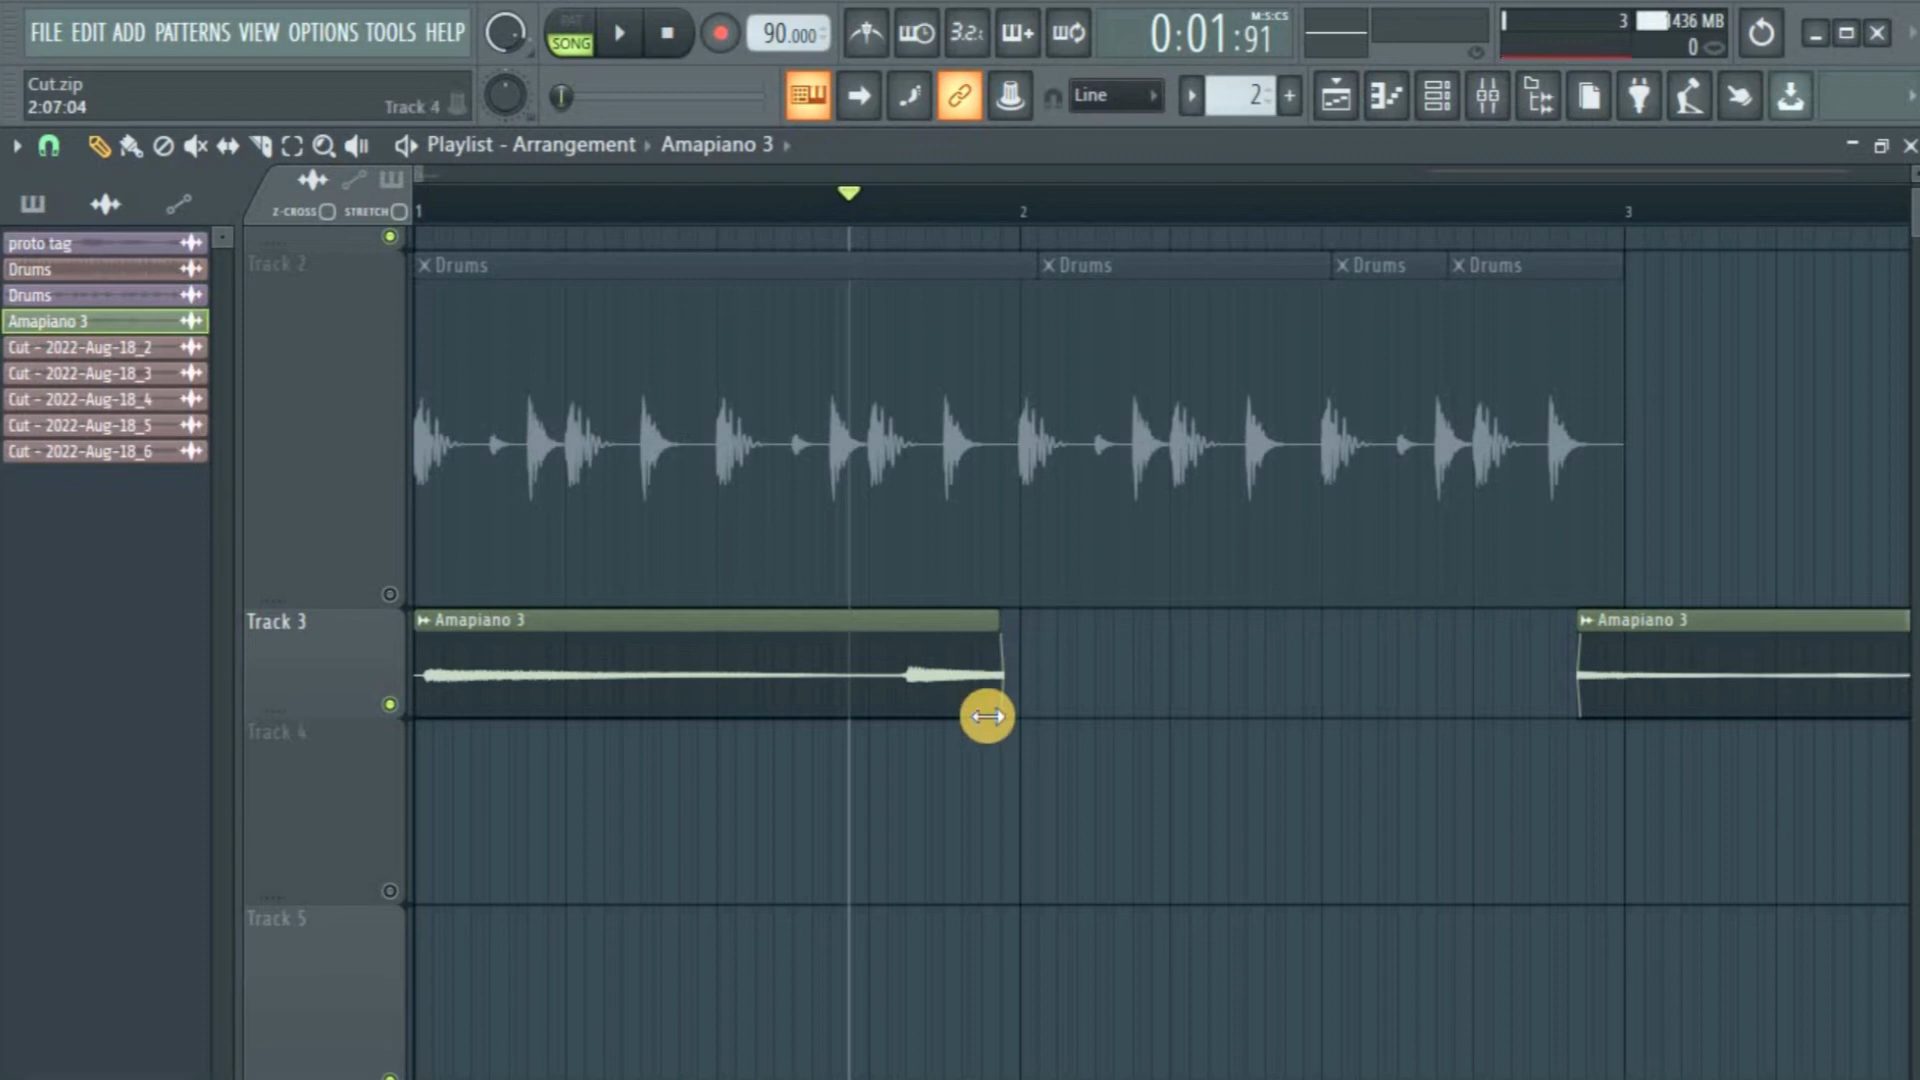 FILE EDIT ADD PATTERNS VIEW OPTIONS TOOLS HELP
PAT
SONG
90.000
3.2.
0:01:91
M:S:CS
3
436 MB
0
Cut.zip
2:07:04
Track 4
Line
2
Playlist - Arrangement › Amapiano 3
Z-CROSS STRETCH
1
2
3
proto tag
Drums
Drums
Amapiano 3
Cut - 2022-Aug-18_2
Cut - 2022-Aug-18_3
Cut - 2022-Aug-18_4
Cut - 2022-Aug-18_5
Cut - 2022-Aug-18_6
Track 2
Drums
Drums
Drums
Drums
Track 3
Amapiano 3
Amapiano 3
Track 4
Track 5